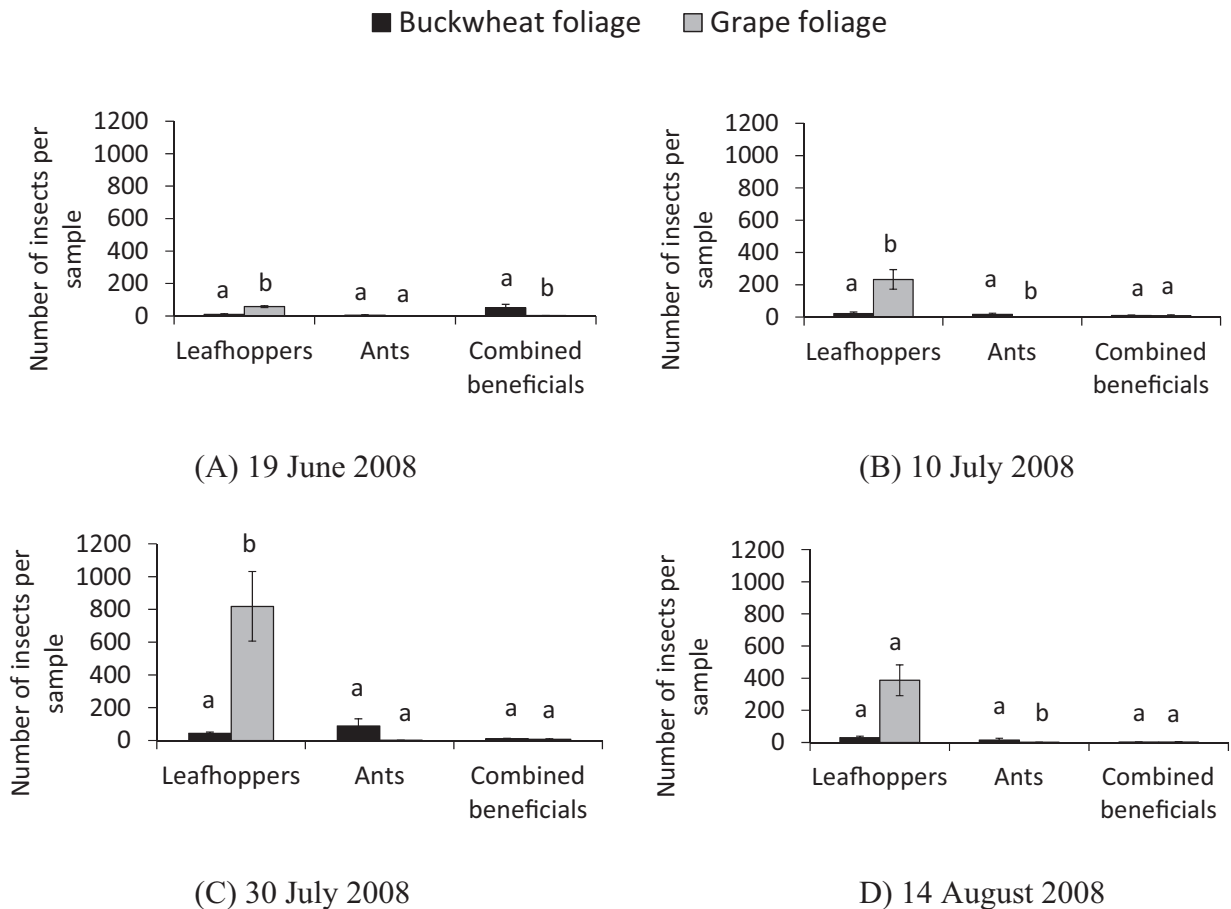 Buckwheat foliage Grape foliage
Number of insects per
sample
1200
1000
800
600
400
200
0
a b a a a b
Leafhoppers Ants Combined
beneficials
(A) 19 June 2008
Number of insects per
sample
1200
1000
800
600
400
200
0
a b a b a a
Leafhoppers Ants Combined
beneficials
(B) 10 July 2008
Number of insects per
sample
1200
1000
800
600
400
200
0
a b a a a a
Leafhoppers Ants Combined
beneficials
(C) 30 July 2008
Number of insects per
sample
1200
1000
800
600
400
200
0
a a a b a a
Leafhoppers Ants Combined
beneficials
D) 14 August 2008